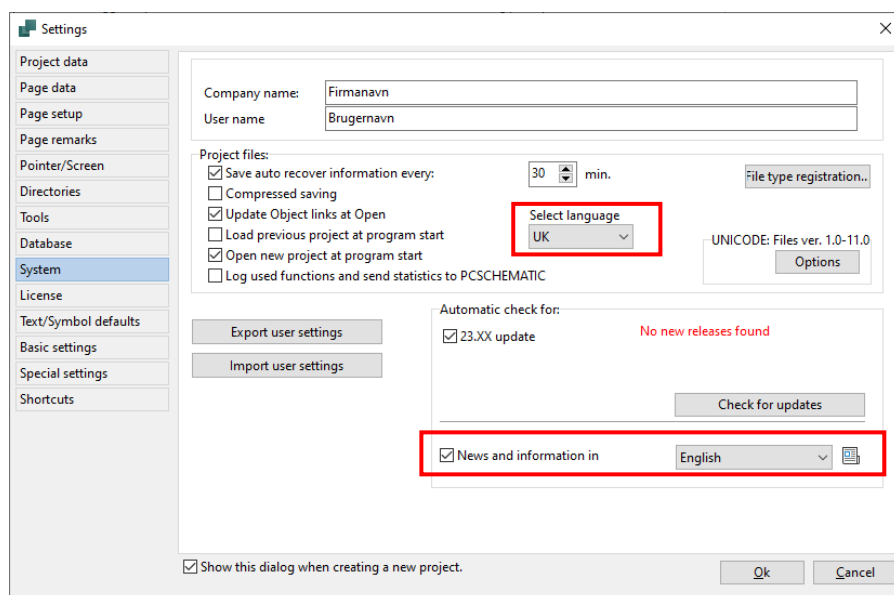 Settings
Project data
Page data
Page setup
Page remarks
Pointer/Screen
Directories
Tools
Database
System
License
Text/Symbol defaults
Basic settings
Special settings
Shortcuts
Company name: Firmanavn
User name Brugernavn
Project files:
Save auto recover information every: 30 min. File type registration..
Compressed saving
Update Object links at Open Select language
Load previous project at program start UK UNICODE: Files ver. 1.0-11.0
Open new project at program start Options
Log used functions and send statistics to PCSCHEMATIC
Automatic check for:
Export user settings 23.XX update No new releases found
Import user settings
Check for updates
News and information in English
Show this dialog when creating a new project.
Ok Cancel